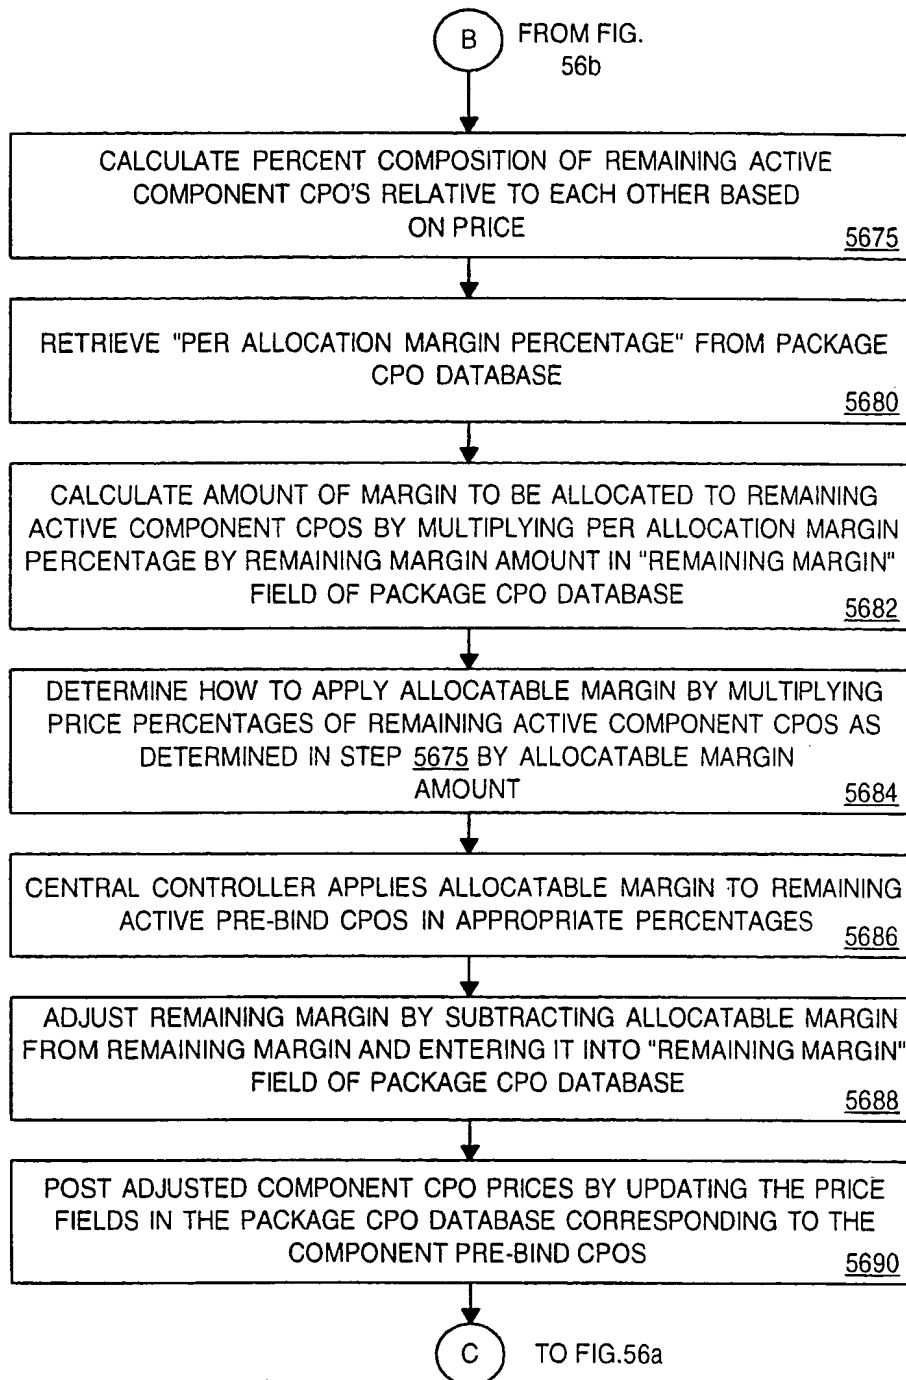 B FROM FIG.
56b
CALCULATE PERCENT COMPOSITION OF REMAINING ACTIVE
COMPONENT CPO'S RELATIVE TO EACH OTHER BASED
ON PRICE
5675
RETRIEVE "PER ALLOCATION MARGIN PERCENTAGE" FROM PACKAGE
CPO DATABASE
5680
CALCULATE AMOUNT OF MARGIN TO BE ALLOCATED TO REMAINING
ACTIVE COMPONENT CPOS BY MULTIPLYING PER ALLOCATION MARGIN
PERCENTAGE BY REMAINING MARGIN AMOUNT IN "REMAINING MARGIN"
FIELD OF PACKAGE CPO DATABASE
5682
DETERMINE HOW TO APPLY ALLOCATABLE MARGIN BY MULTIPLYING
PRICE PERCENTAGES OF REMAINING ACTIVE COMPONENT CPOS AS
DETERMINED IN STEP 5675 BY ALLOCATABLE MARGIN
AMOUNT
5684
CENTRAL CONTROLLER APPLIES ALLOCATABLE MARGIN TO REMAINING
ACTIVE PRE-BIND CPOS IN APPROPRIATE PERCENTAGES
5686
ADJUST REMAINING MARGIN BY SUBTRACTING ALLOCATABLE MARGIN
FROM REMAINING MARGIN AND ENTERING IT INTO "REMAINING MARGIN"
FIELD OF PACKAGE CPO DATABASE
5688
POST ADJUSTED COMPONENT CPO PRICES BY UPDATING THE PRICE
FIELDS IN THE PACKAGE CPO DATABASE CORRESPONDING TO THE
COMPONENT PRE-BIND CPOS
5690
C TO FIG.56a